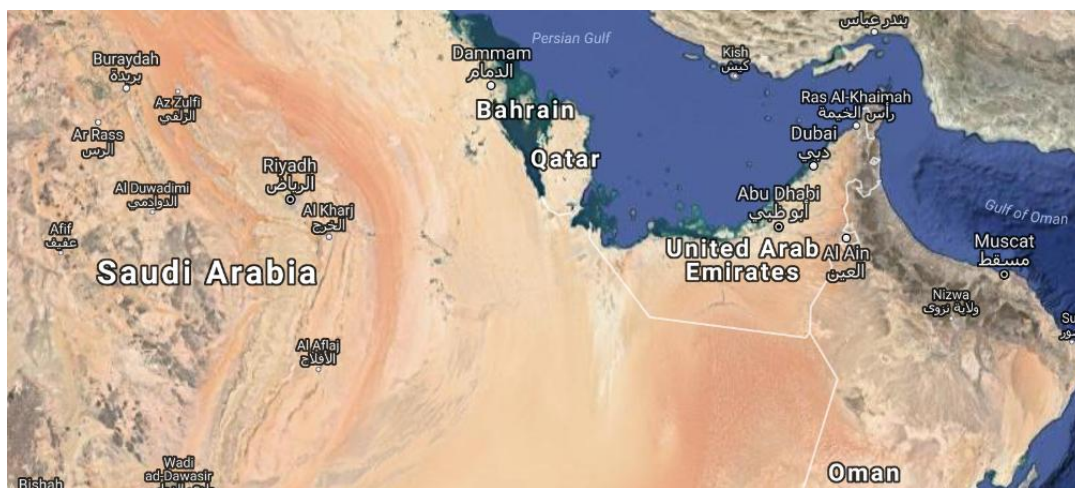 بندر عباس
Persian Gulf
Kish
كيش
Dammam
الدمام
Buraydah
بريدة
Az Zulfi
الزلفي
Bahrain
Ras Al-Khaimah
رأس الخيمة
Ar Rass
الرس
Dubai
دبي
Qatar
Riyadh
الرياض
Al Duwadimi
الدوادمي
Abu Dhabi
أبو ظبي
Al Kharj
الخرج
Gulf of Oman
Afif
عفيف
United Arab
Emirates
Al Ain
العين
Muscat
مسقط
Saudi Arabia
Nizwa
ولاية نزوى
Su
ور
Al Aflaj
الأفلاج
Wadi
ad-Dawasir
Oman
Bishah